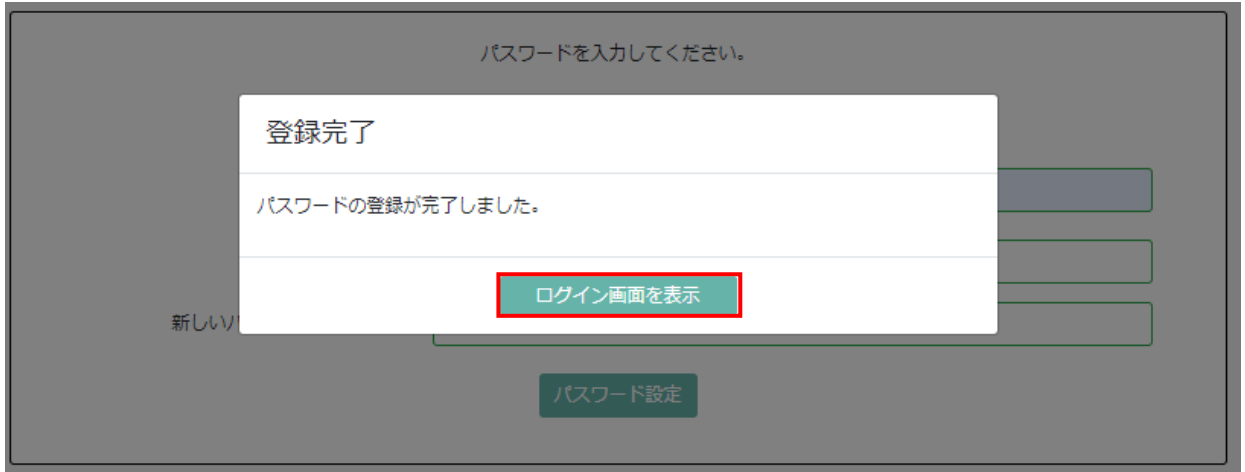 パスワードを入力してください。
登録完了
パスワードの登録が完了しました。
ログイン画面を表示
新しい
パスワード設定